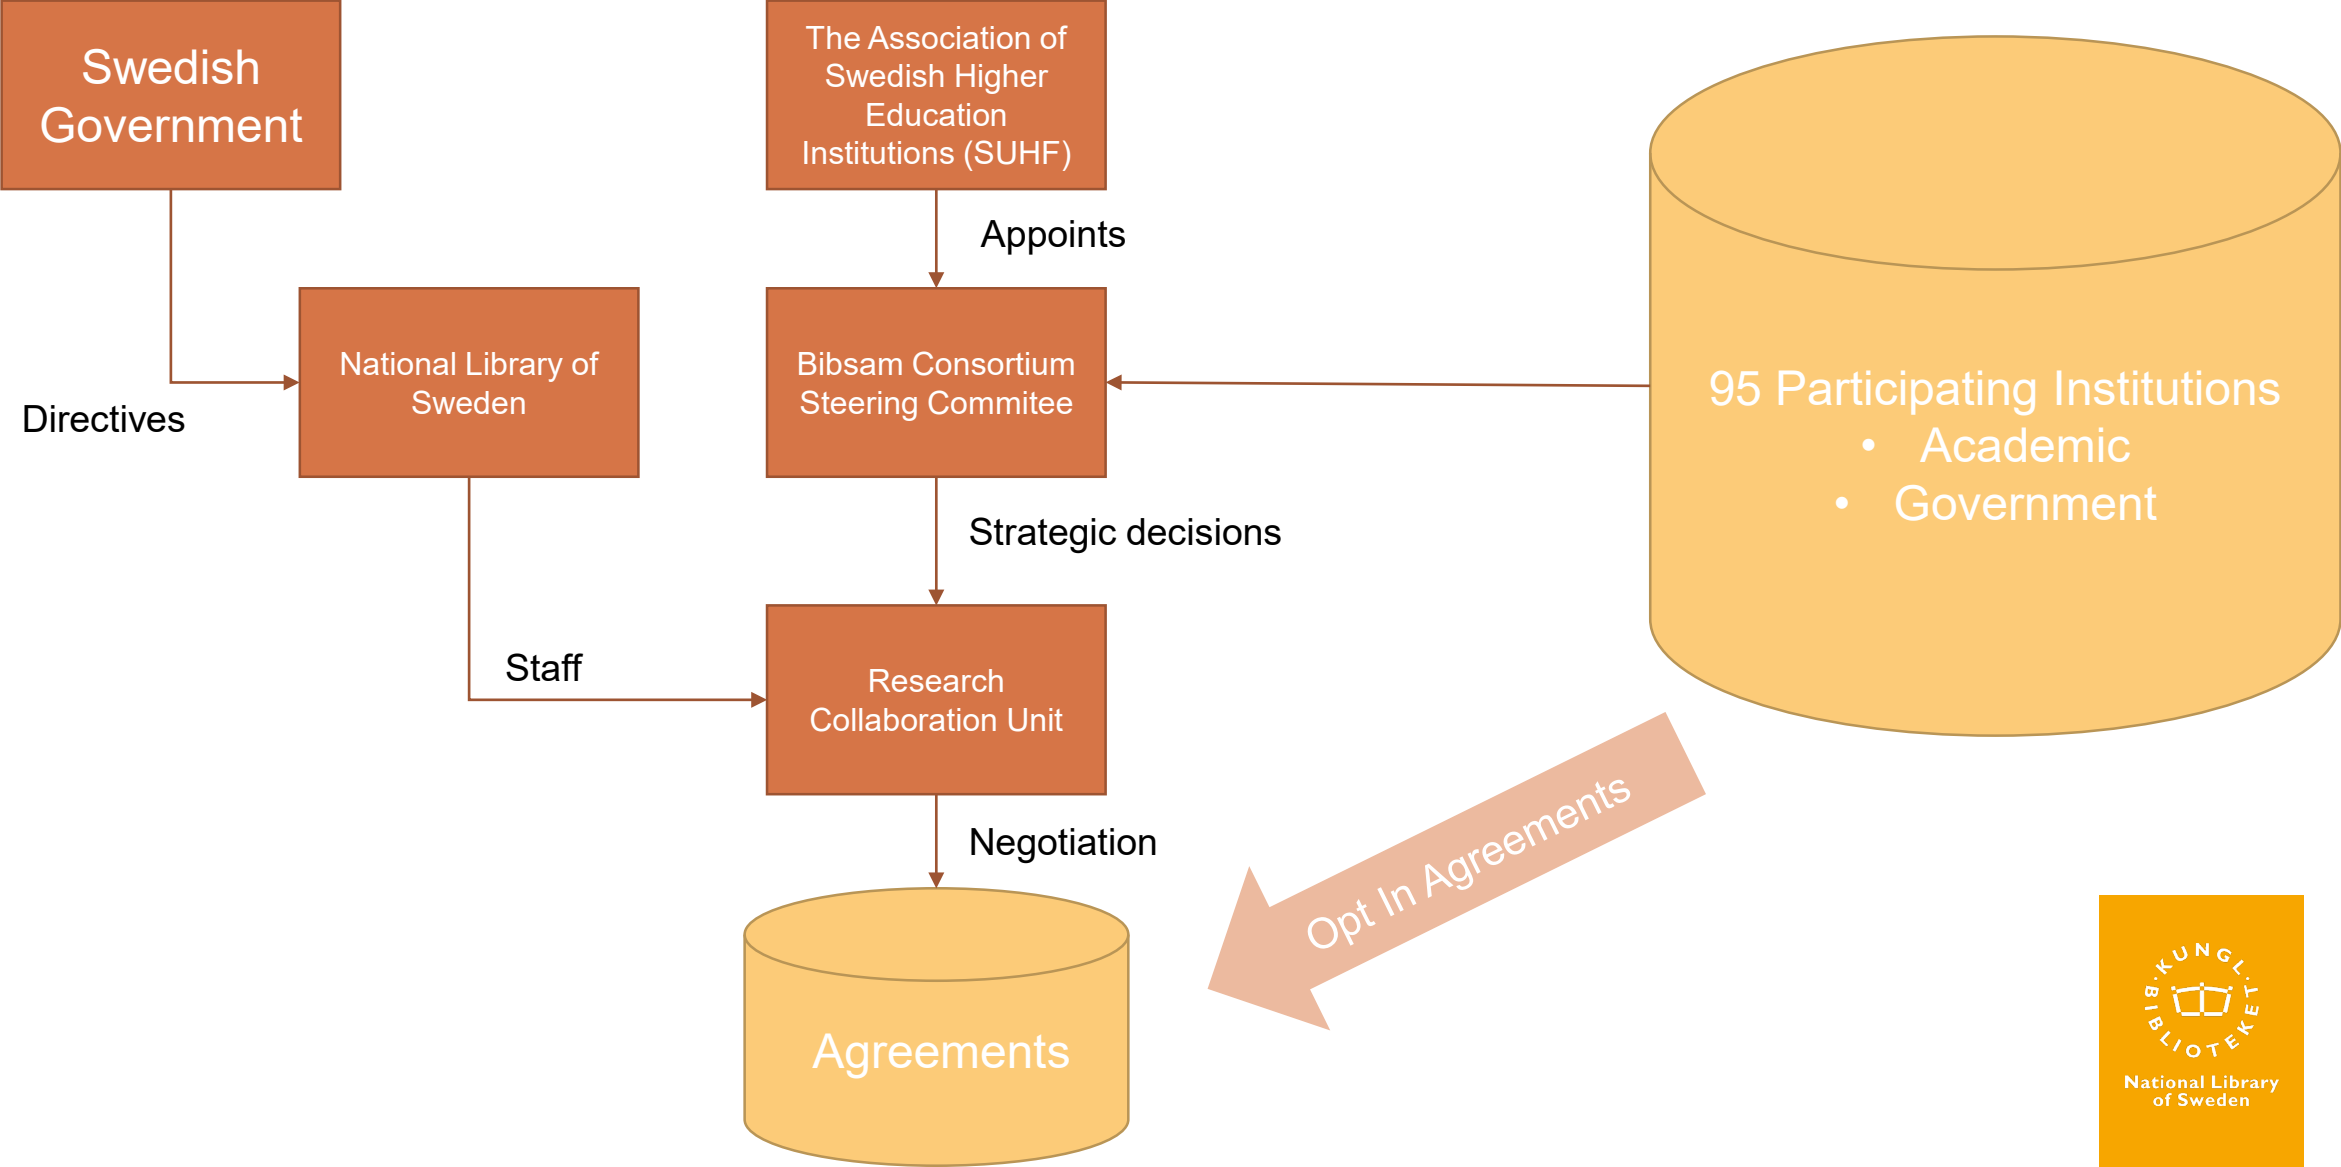 Swedish
Government
The Association of
Swedish Higher
Education
Institutions (SUHF)
Appoints
Directives
National Library of
Sweden
Bibsam Consortium
Steering Commitee
95 Participating Institutions
• Academic
• Government
Strategic decisions
Staff
Research
Collaboration Unit
Negotiation
Opt In Agreements
Agreements
KUNGL.
BIBLIOTEKET
National Library
of Sweden